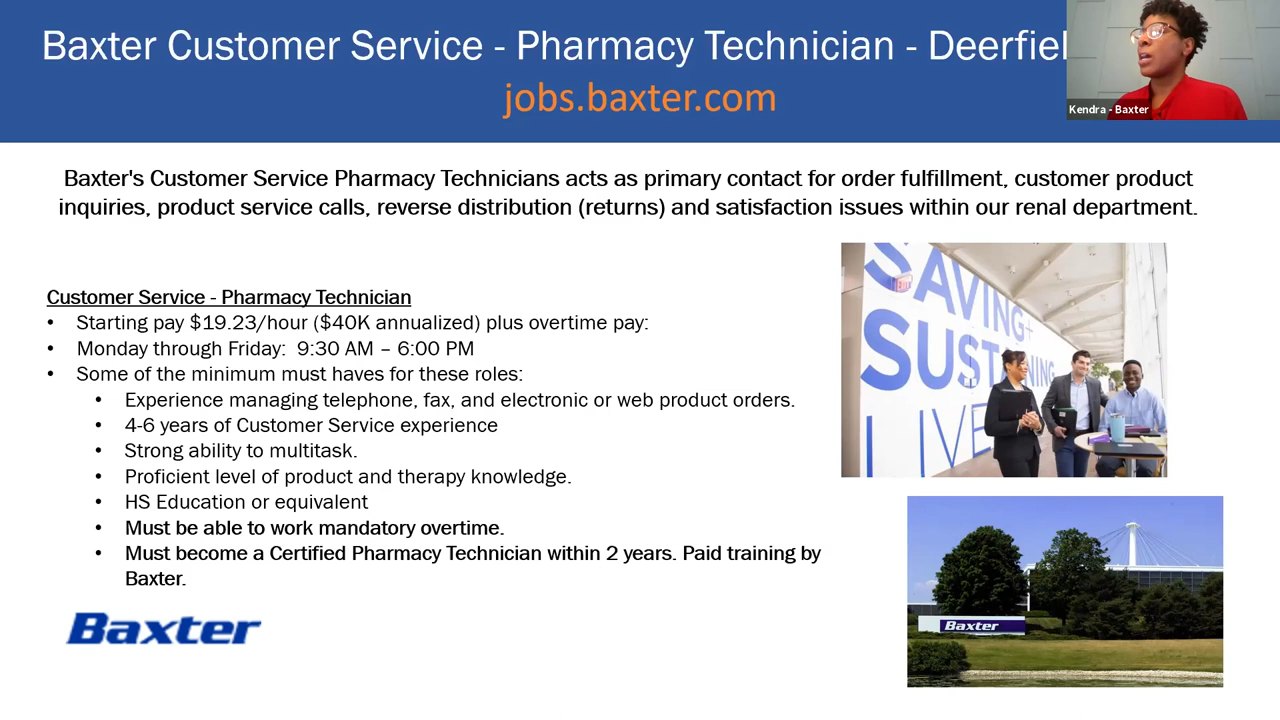 Baxter Customer Service - Pharmacy Technician - Deerfiel
jobs.baxter.com
Kendra - Baxter
Baxter's Customer Service Pharmacy Technicians acts as primary contact for order fulfillment, customer product
inquiries, product service calls, reverse distribution (returns) and satisfaction issues within our renal department.
Customer Service - Pharmacy Technician
• Starting pay $19.23/hour ($40K annualized) plus overtime pay:
• Monday through Friday: 9:30 AM – 6:00 PM
• Some of the minimum must haves for these roles:
• Experience managing telephone, fax, and electronic or web product orders.
• 4-6 years of Customer Service experience
• Strong ability to multitask.
• Proficient level of product and therapy knowledge.
• HS Education or equivalent
• Must be able to work mandatory overtime.
• Must become a Certified Pharmacy Technician within 2 years. Paid training by
Baxter.
SAVING+
SUSTAINING
LIVE
Baxter
Baxter